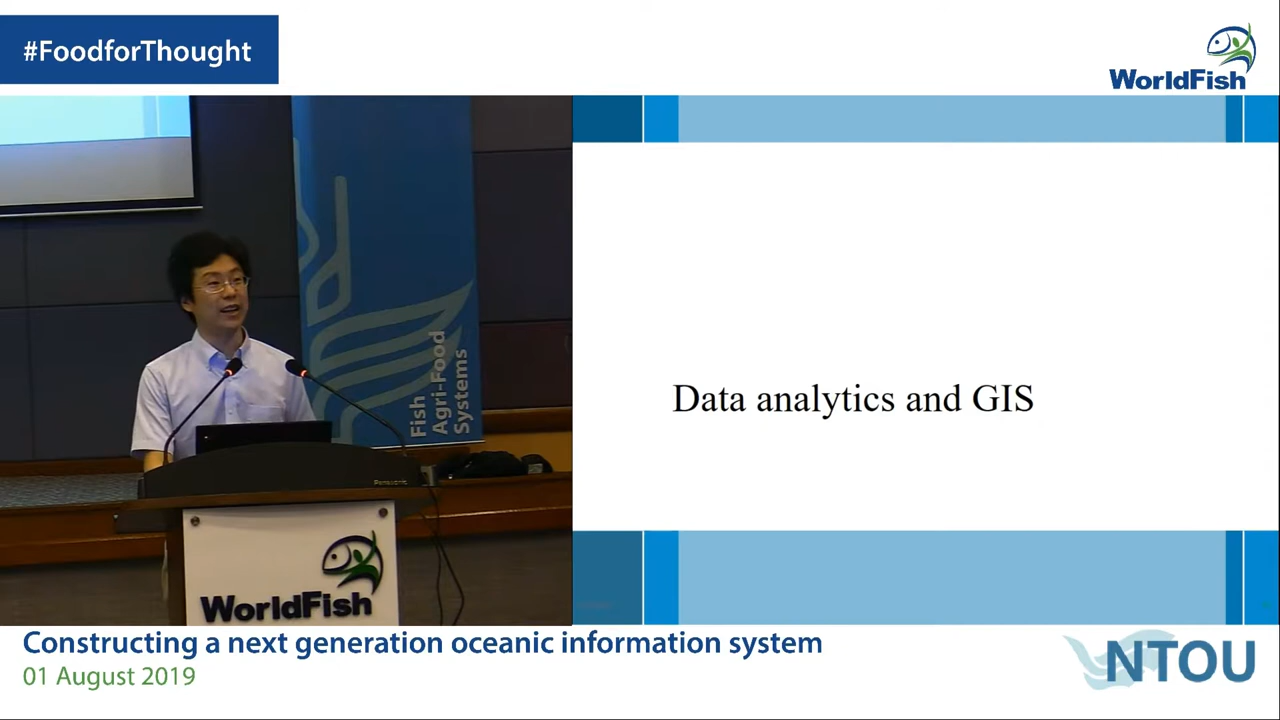 #FoodforThought
WorldFish
Data analytics and GIS
Fish
Agri-Food
Systems
Panasonic
WorldFish
Constructing a next generation oceanic information system
01 August 2019
NTOU